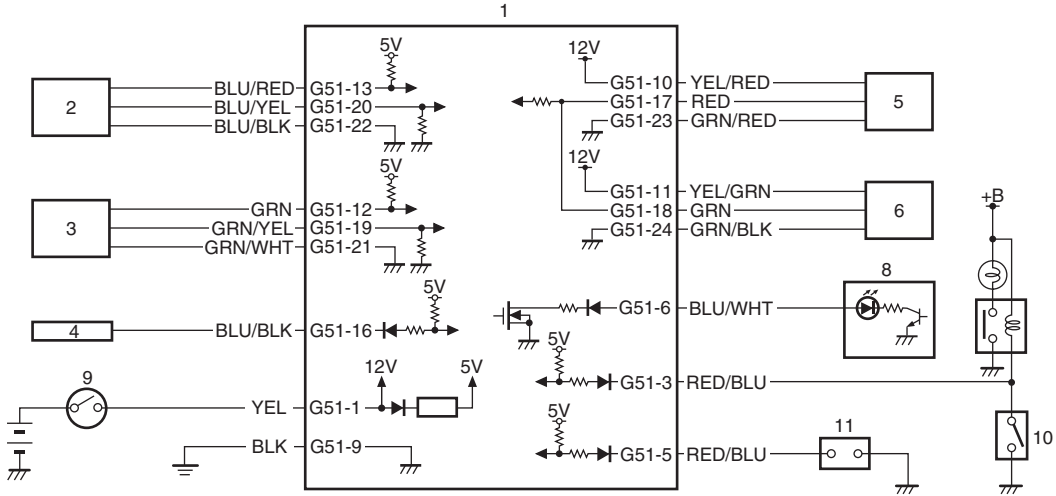 1
2
BLU/RED G51-13 5V
BLU/YEL G51-20
BLU/BLK G51-22
12V G51-10 YEL/RED
G51-17 RED
G51-23 GRN/RED
5
3
GRN G51-12 5V
GRN/YEL G51-19
GRN/WHT G51-21
12V G51-11 YEL/GRN
G51-18 GRN
G51-24 GRN/BLK
6
+B
4
BLU/BLK G51-16 5V
G51-6 BLU/WHT
8
9
YEL G51-1 12V 5V
5V G51-3 RED/BLU
BLK G51-9
5V G51-5 RED/BLU
11
10